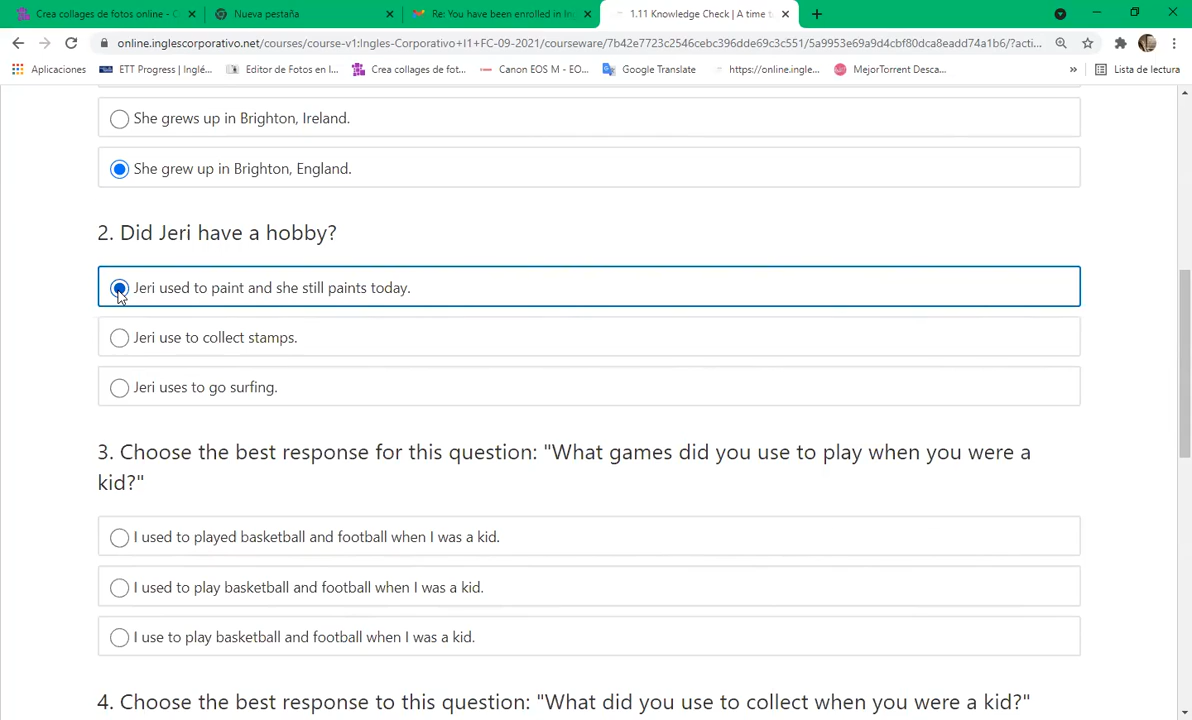 Crea collages de fotos online - C
Nueva pestaña
Re: You have been enrolled in In
1.11 Knowledge Check | A time t
online.inglescorporativo.net/courses/course-v1:Ingles-Corporativo+I1+FC-09-2021/courseware/7b42e7723c2546cebc396dde69c3c551/5a9953e69a9d4cbf80dca8eadd74a1b6/?acti...
Aplicaciones
ETT Progress | Inglé...
Editor de Fotos en l...
Crea collages de fot...
Canon EOS M - EO...
Google Translate
https://online.ingle...
MejorTorrent Desca...
»
Lista de lectura
She grews up in Brighton, Ireland.
She grew up in Brighton, England.
2. Did Jeri have a hobby?
Jeri used to paint and she still paints today.
Jeri use to collect stamps.
Jeri uses to go surfing.
3. Choose the best response for this question: "What games did you use to play when you were a
kid?"
I used to played basketball and football when I was a kid.
I used to play basketball and football when I was a kid.
I use to play basketball and football when I was a kid.
4. Choose the best response to this question: "What did you use to collect when you were a kid?"